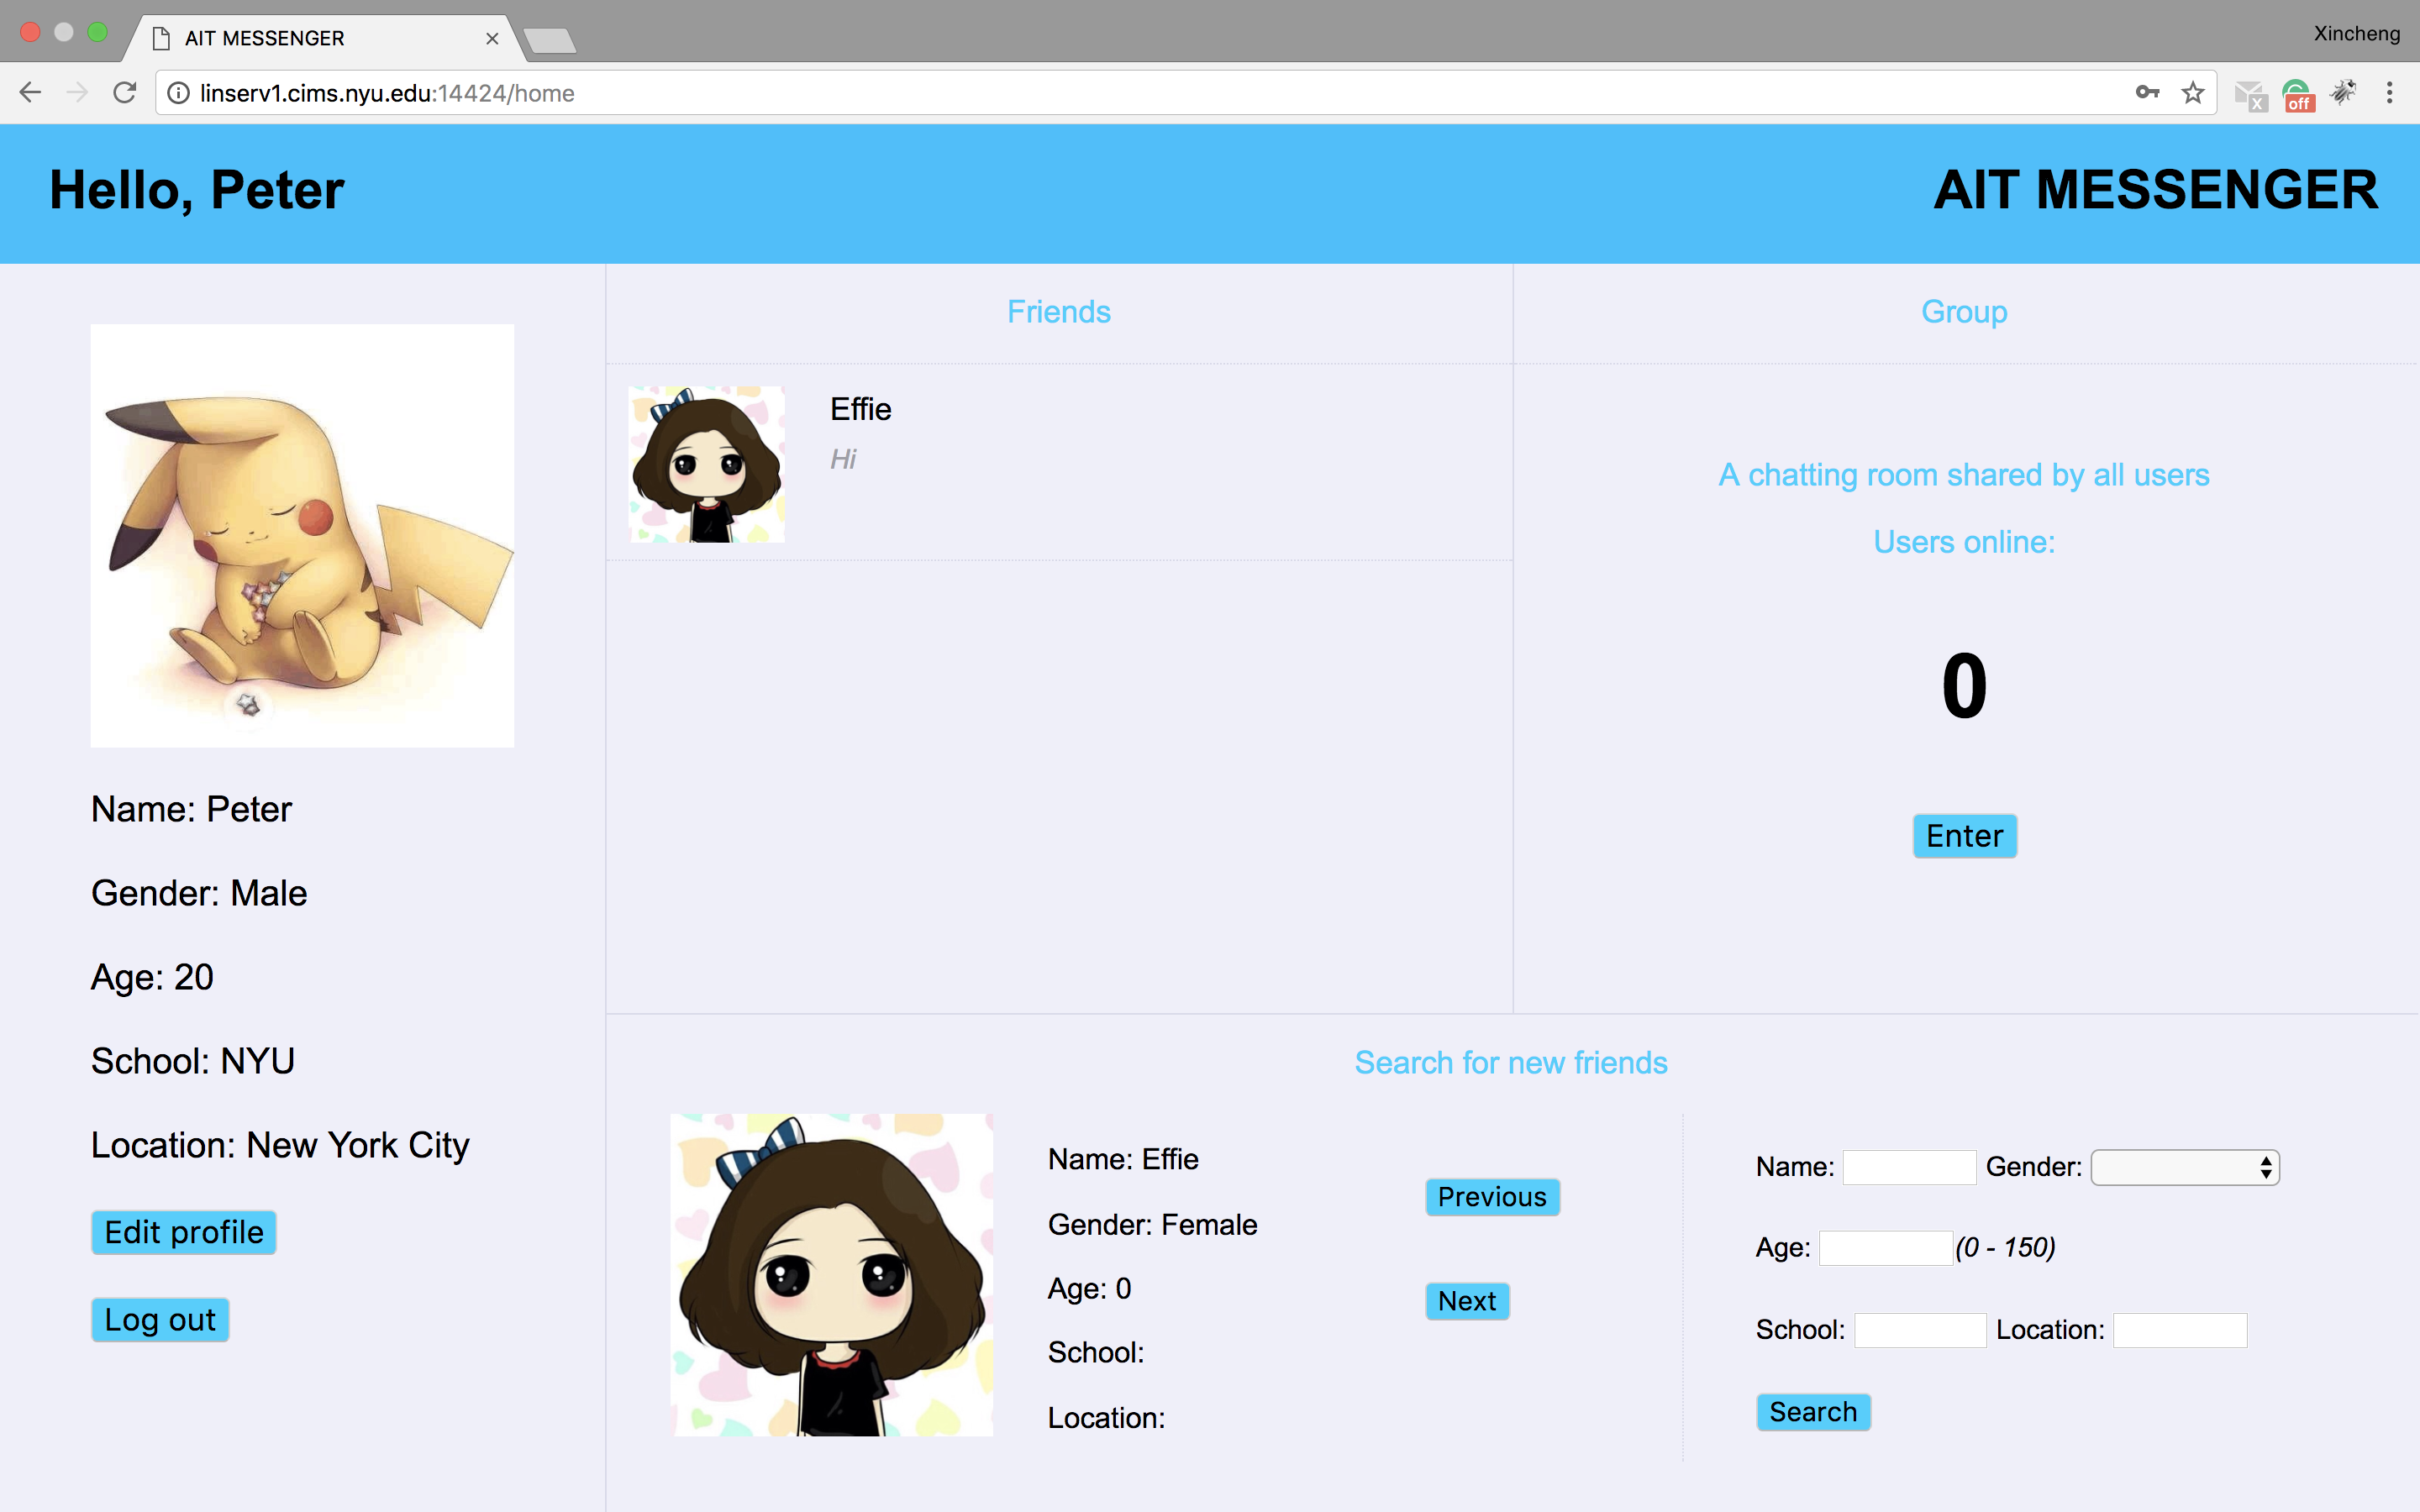 AIT MESSENGER
Xincheng
linserv1.cims.nyu.edu:14424/home
X
off
Hello, Peter
AIT MESSENGER
Name: Peter
Gender: Male
Age: 20
School: NYU
Location: New York City
Edit profile
Log out
Friends
Effie
Hi
Group
A chatting room shared by all users
Users online:
0
Enter
Search for new friends
Name: Effie
Gender: Female
Age: 0
School:
Location:
Previous
Next
Name: Gender:
Age: (0 - 150)
School: Location:
Search